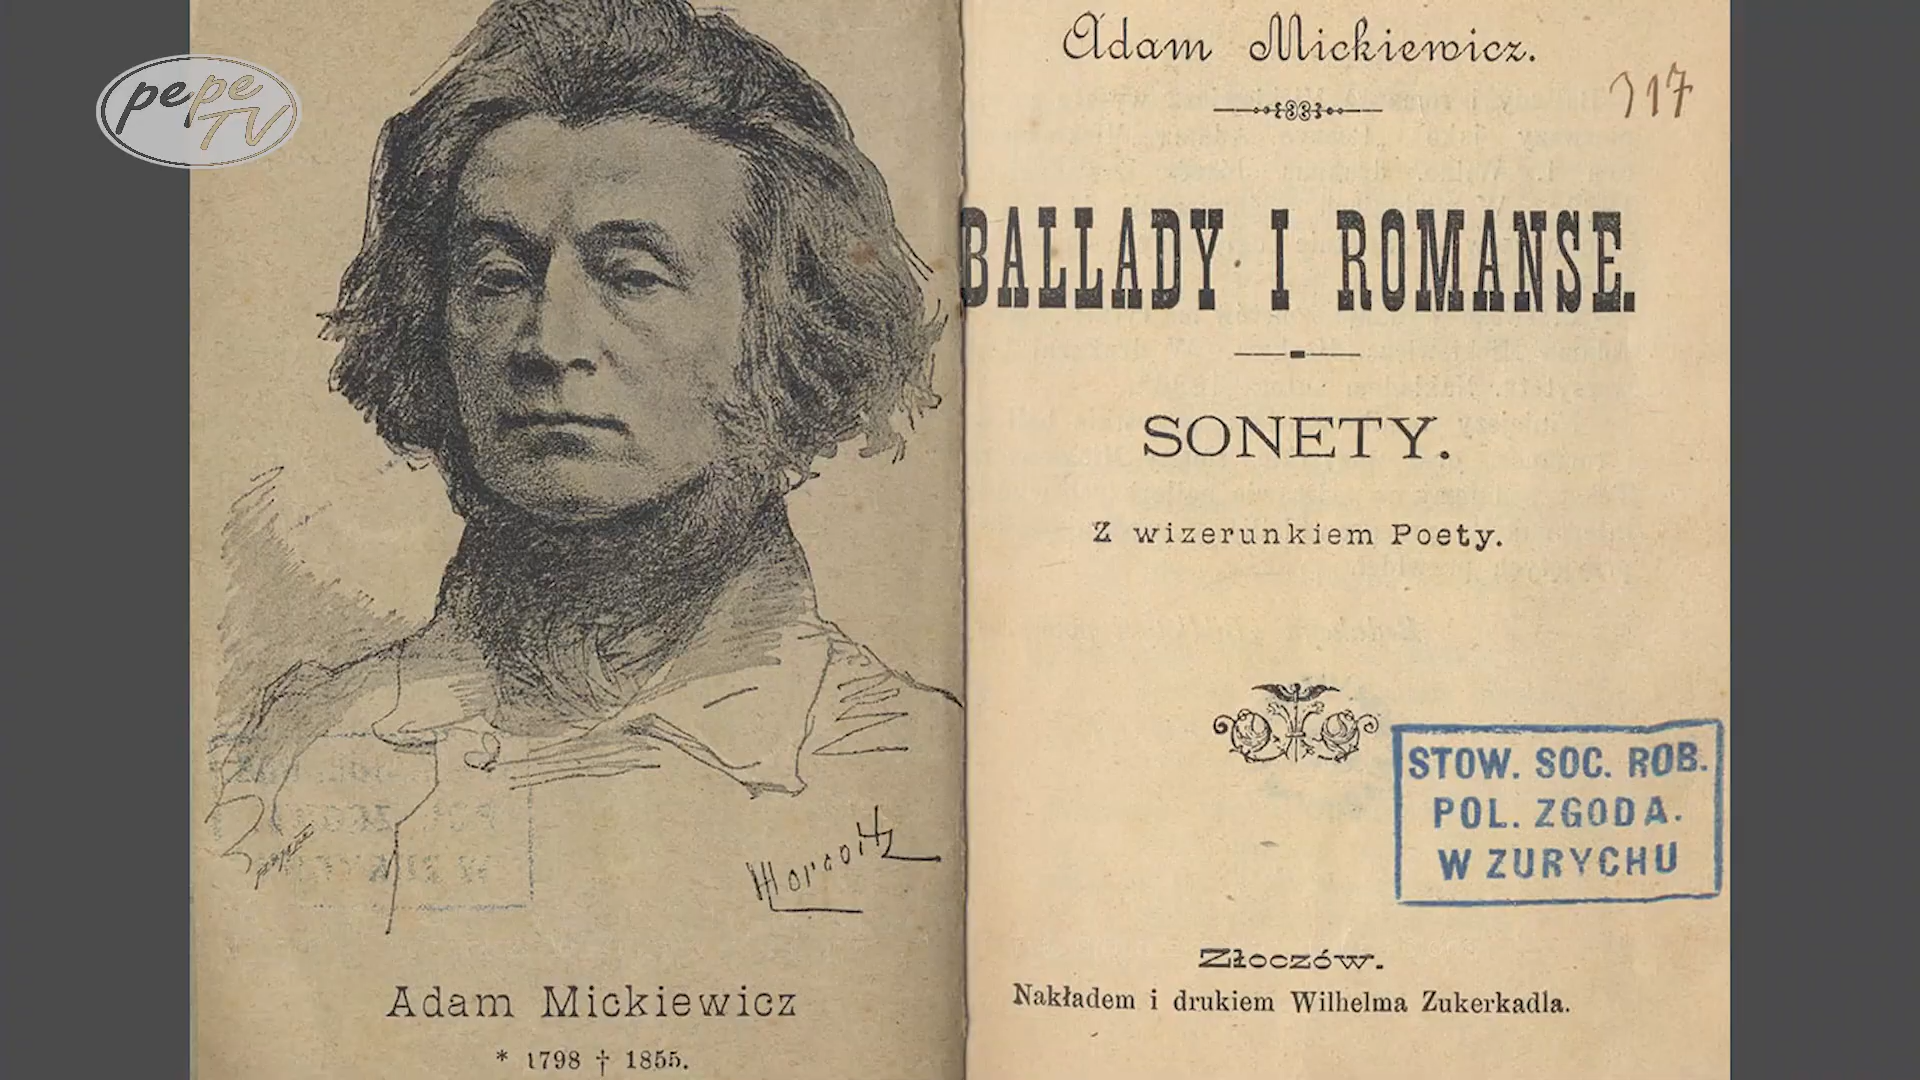 pepe
TV
Horovitz
Adam Mickiewicz
* 1798 † 1855.
Adam Mickiewicz.
317
BALLADY I ROMANSE.
SONETY.
Z wizerunkiem Poety.
STOW. SOC. ROB.
POL. ZGODA.
W ZURYCHU
Złoczów.
Nakładem i drukiem Wilhelma Zukerkadla.